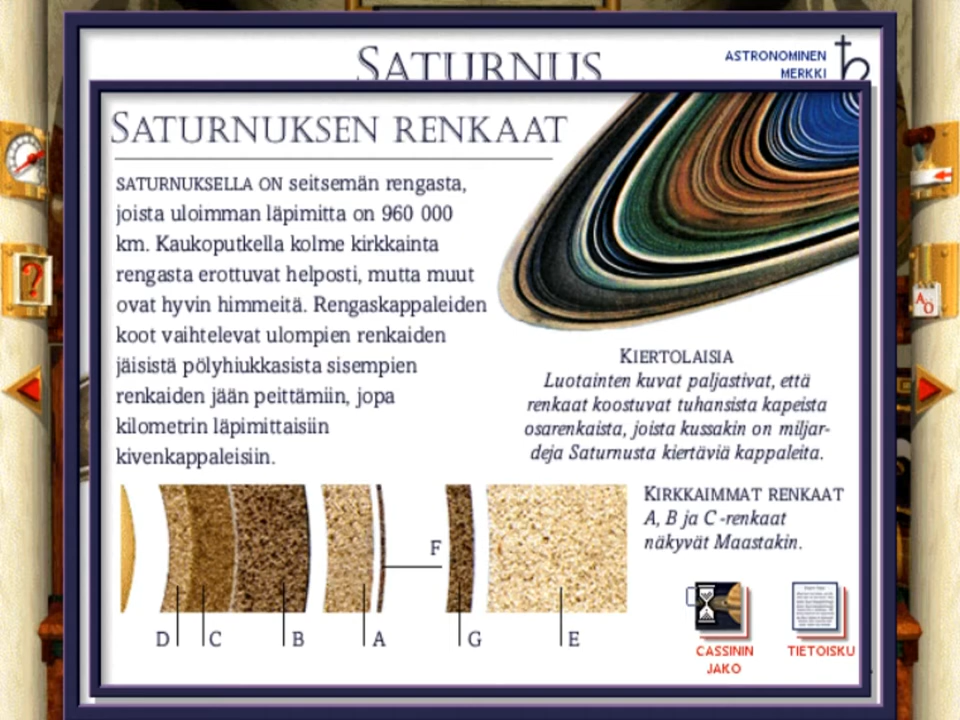 SATURNUS
ASTRONOMINEN
MERKKI
SATURNUKSEN RENKAAT
SATURNUKSELLA ON seitsemän rengasta,
joista uloimman läpimitta on 960 000
km. Kaukoputkella kolme kirkkainta
rengasta erottuvat helposti, mutta muut
ovat hyvin himmeitä. Rengaskappaleiden
koot vaihtelevat ulompien renkaiden
jäisistä pölyhiukkasista sisempien
renkaiden jään peittämiin, jopa
kilometrin läpimittaisiin
kivenkappaleisiin.
KIERTOLAISIA
Luotainten kuvat paljastivat, että
renkaat koostuvat tuhansista kapeista
osarenkaista, joista kussakin on miljar-
deja Saturnusta kiertäviä kappaleita.
KIRKKAIMMAT RENKAAT
A, B ja C -renkaat
näkyvät Maastakin.
F
D C B A G E
CASSININ
JAKO
TIETOISKU
?
A
O